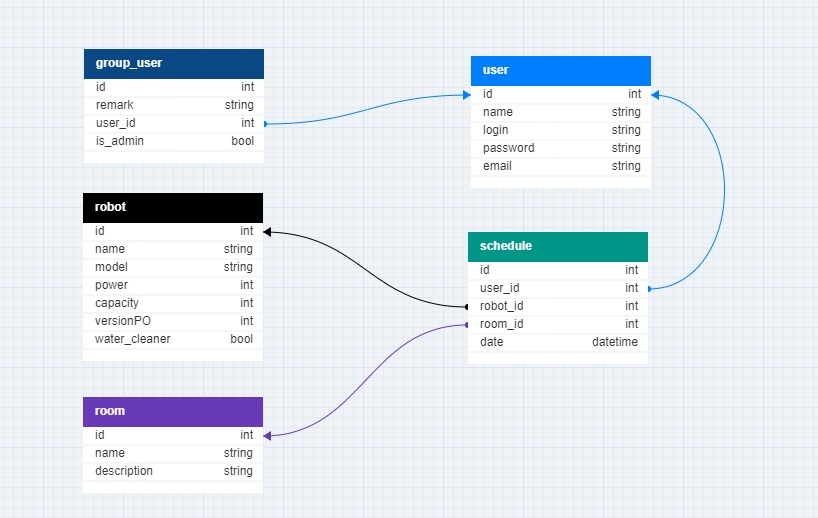 group_user
id int
remark string
user_id int
is_admin bool
user
id int
name string
login string
password string
email string
robot
id int
name string
model string
power int
capacity int
versionPO int
water_cleaner bool
schedule
id int
user_id int
robot_id int
room_id int
date datetime
room
id int
name string
description string